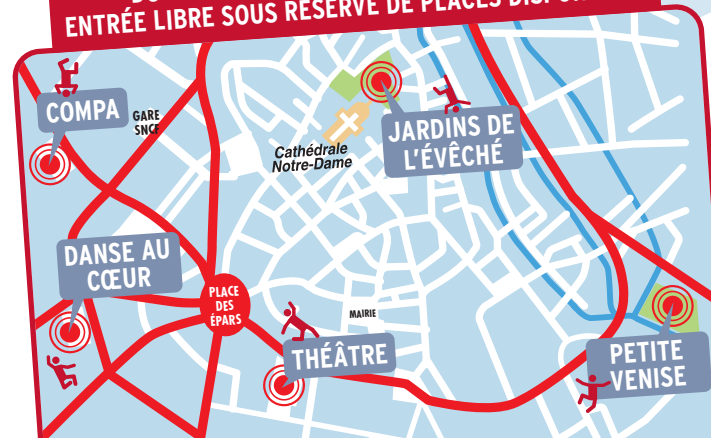 ENTRÉE LIBRE SOUS RÉSERVE DE PLACES
COMPA
GARE
SNCF
JARDINS DE
L'ÉVÊCHÉ
Cathédrale
Notre-Dame
DANSE AU
CŒUR
PLACE
DES
ÉPARS
MAIRIE
THÉÂTRE
PETITE
VENISE